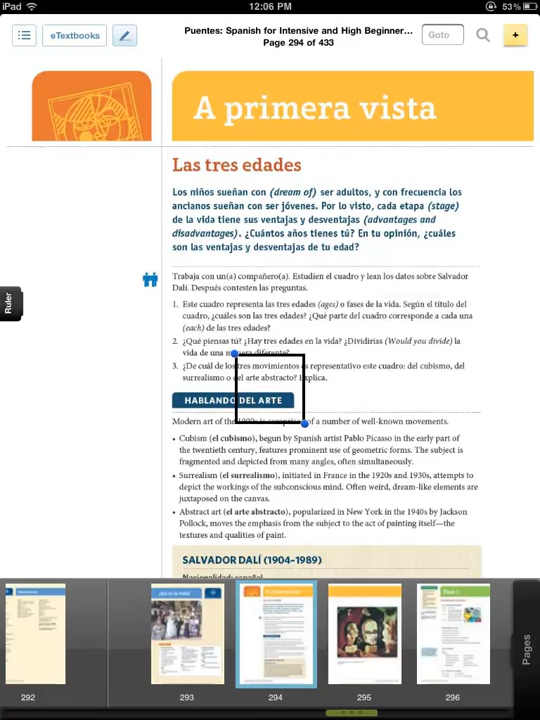 iPad
12:06 PM
53%
eTextbooks
Puentes: Spanish for Intensive and High Beginner...
Page 294 of 433
Goto
+
A primera vista
Las tres edades
Los niños sueñan con (dream of) ser adultos, y con frecuencia los
ancianos sueñan con ser jóvenes. Por lo visto, cada etapa (stage)
de la vida tiene sus ventajas y desventajas (advantages and
disadvantages). ¿Cuántos años tienes tú? En tu opinión, ¿cuáles
son las ventajas y desventajas de tu edad?
Ruler
Trabaja con un(a) compañero(a). Estudien el cuadro y lean los datos sobre Salvador
Dalí. Después contesten las preguntas.
1. Este cuadro representa las tres edades (ages) o fases de la vida. Según el título del
cuadro, ¿cuáles son las tres edades? ¿Qué parte del cuadro corresponde a cada una
(each) de las tres edades?
2. ¿Qué piensas tú? ¿Hay tres edades en la vida? ¿Dividirías (Would you divide) la
vida de una manera diferente?
3. ¿De cuál de los tres movimientos es representativo este cuadro: del cubismo, del
surrealismo o del arte abstracto? Explica.
HABLANDO DEL ARTE
Modern art of the 1900s is comprised of a number of well-known movements.
• Cubism (el cubismo), begun by Spanish artist Pablo Picasso in the early part of
the twentieth century, features prominent use of geometric forms. The subject is
fragmented and depicted from many angles, often simultaneously.
• Surrealism (el surrealismo), initiated in France in the 1920s and 1930s, attempts to
depict the workings of the subconscious mind. Often weird, dream-like elements are
juxtaposed on the canvas.
• Abstract art (el arte abstracto), popularized in New York in the 1940s by Jackson
Pollock, moves the emphasis from the subject to the act of painting itself—the
textures and qualities of paint.
SALVADOR DALÍ (1904–1989)
Nacionalidad: español
A primera vista
Paso 1
Pages
292
293
294
295
296